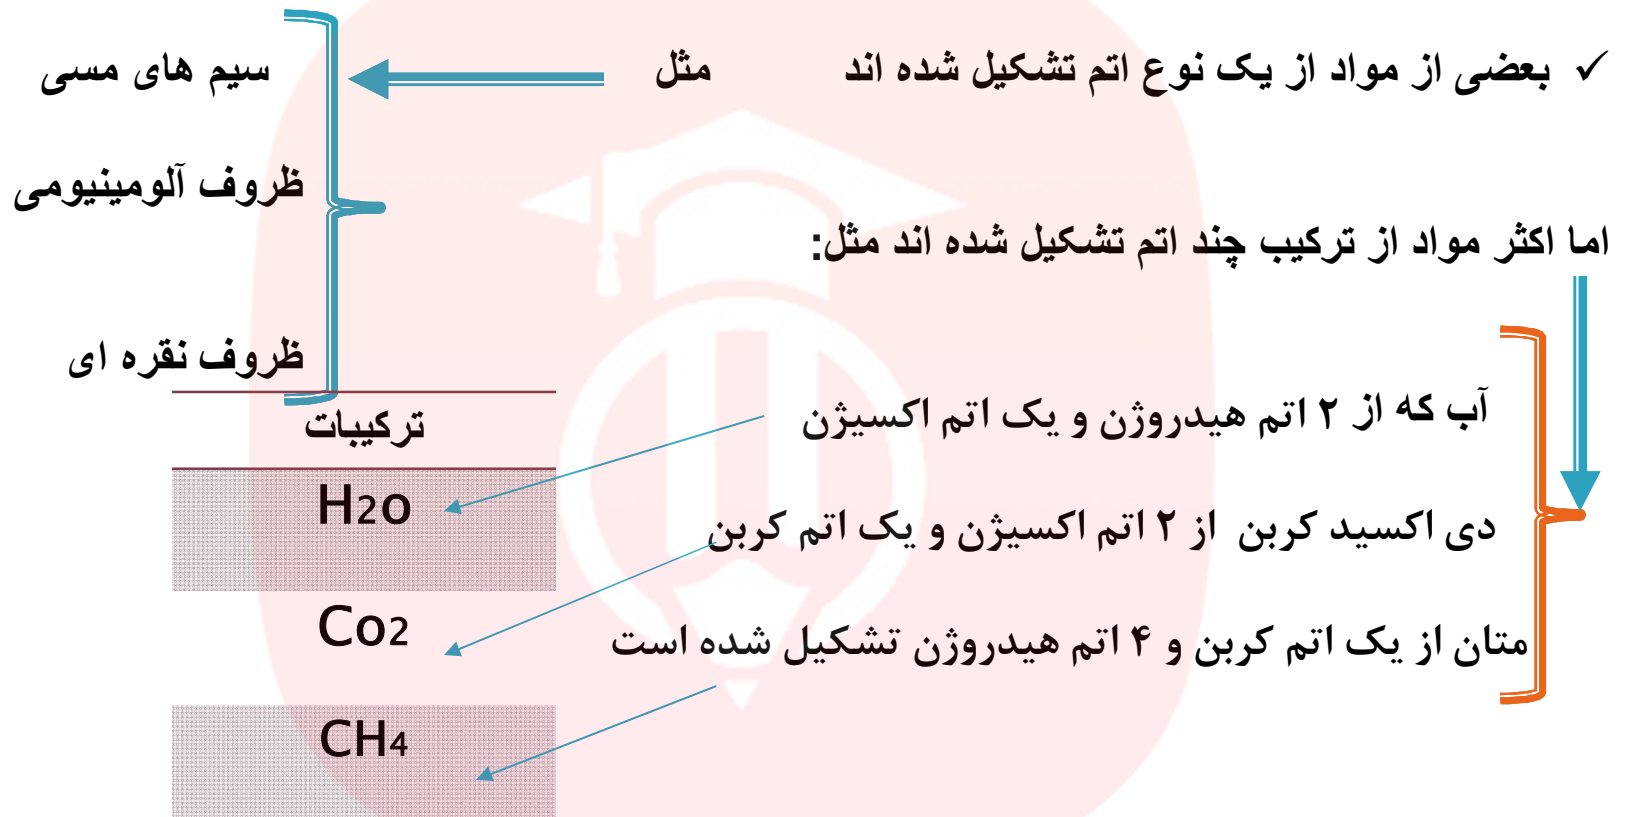 ✓ بعضی از مواد از یک نوع اتم تشکیل شده اند مثل
سیم های مسی
ظروف آلومینیومی
ظروف نقره ای
اما اکثر مواد از ترکیب چند اتم تشکیل شده اند مثل:
آب که از ۲ اتم هیدروژن و یک اتم اکسیژن
دی اکسید کربن از ۲ اتم اکسیژن و یک اتم کربن
متان از یک اتم کربن و ۴ اتم هیدروژن تشکیل شده است
ترکیبات
H2o
Co2
CH4